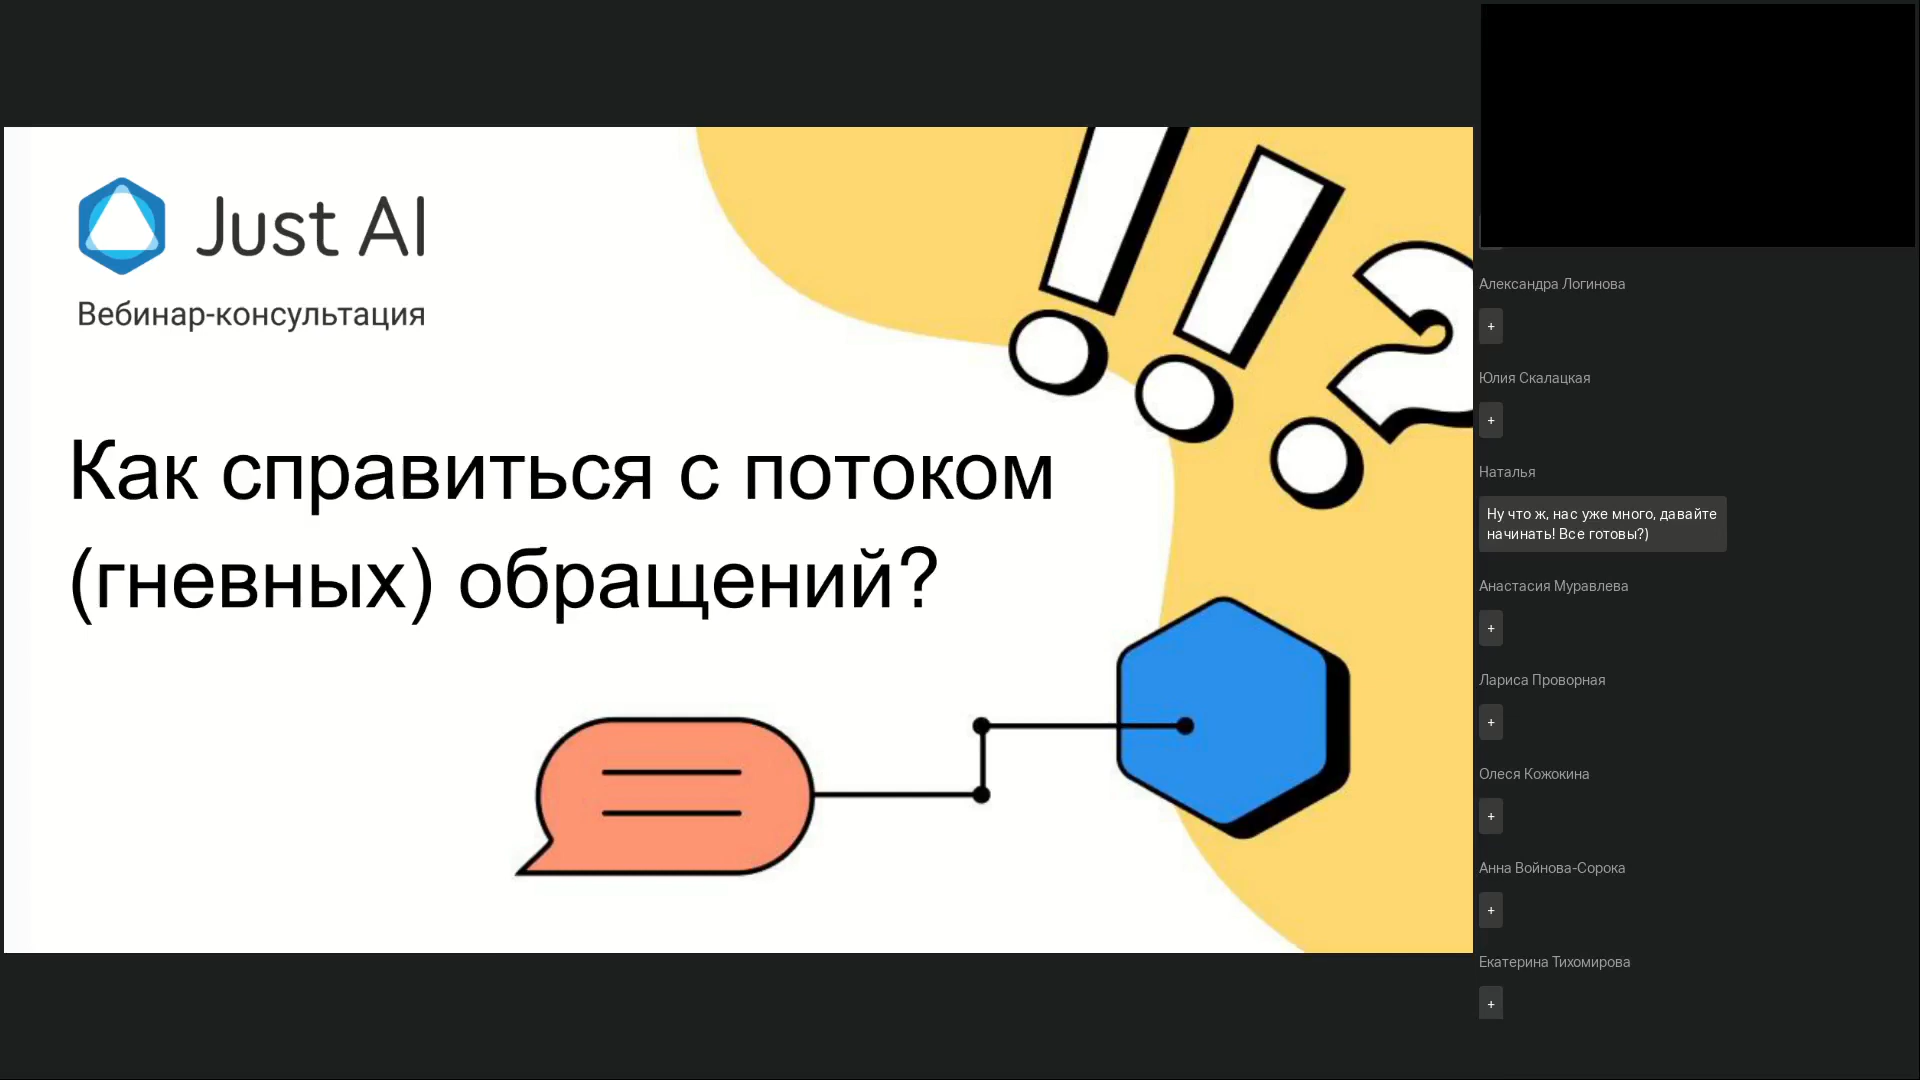 Just AI
Вебинар-консультация
Как справиться с потоком
(гневных) обращений?
Александра Логинова
+
Юлия Скалацкая
+
Наталья
Ну что ж, нас уже много, давайте
начинать! Все готовы?)
Анастасия Муравлева
+
Лариса Проворная
+
Олеся Кожокина
+
Анна Войнова-Сорока
+
Екатерина Тихомирова
+